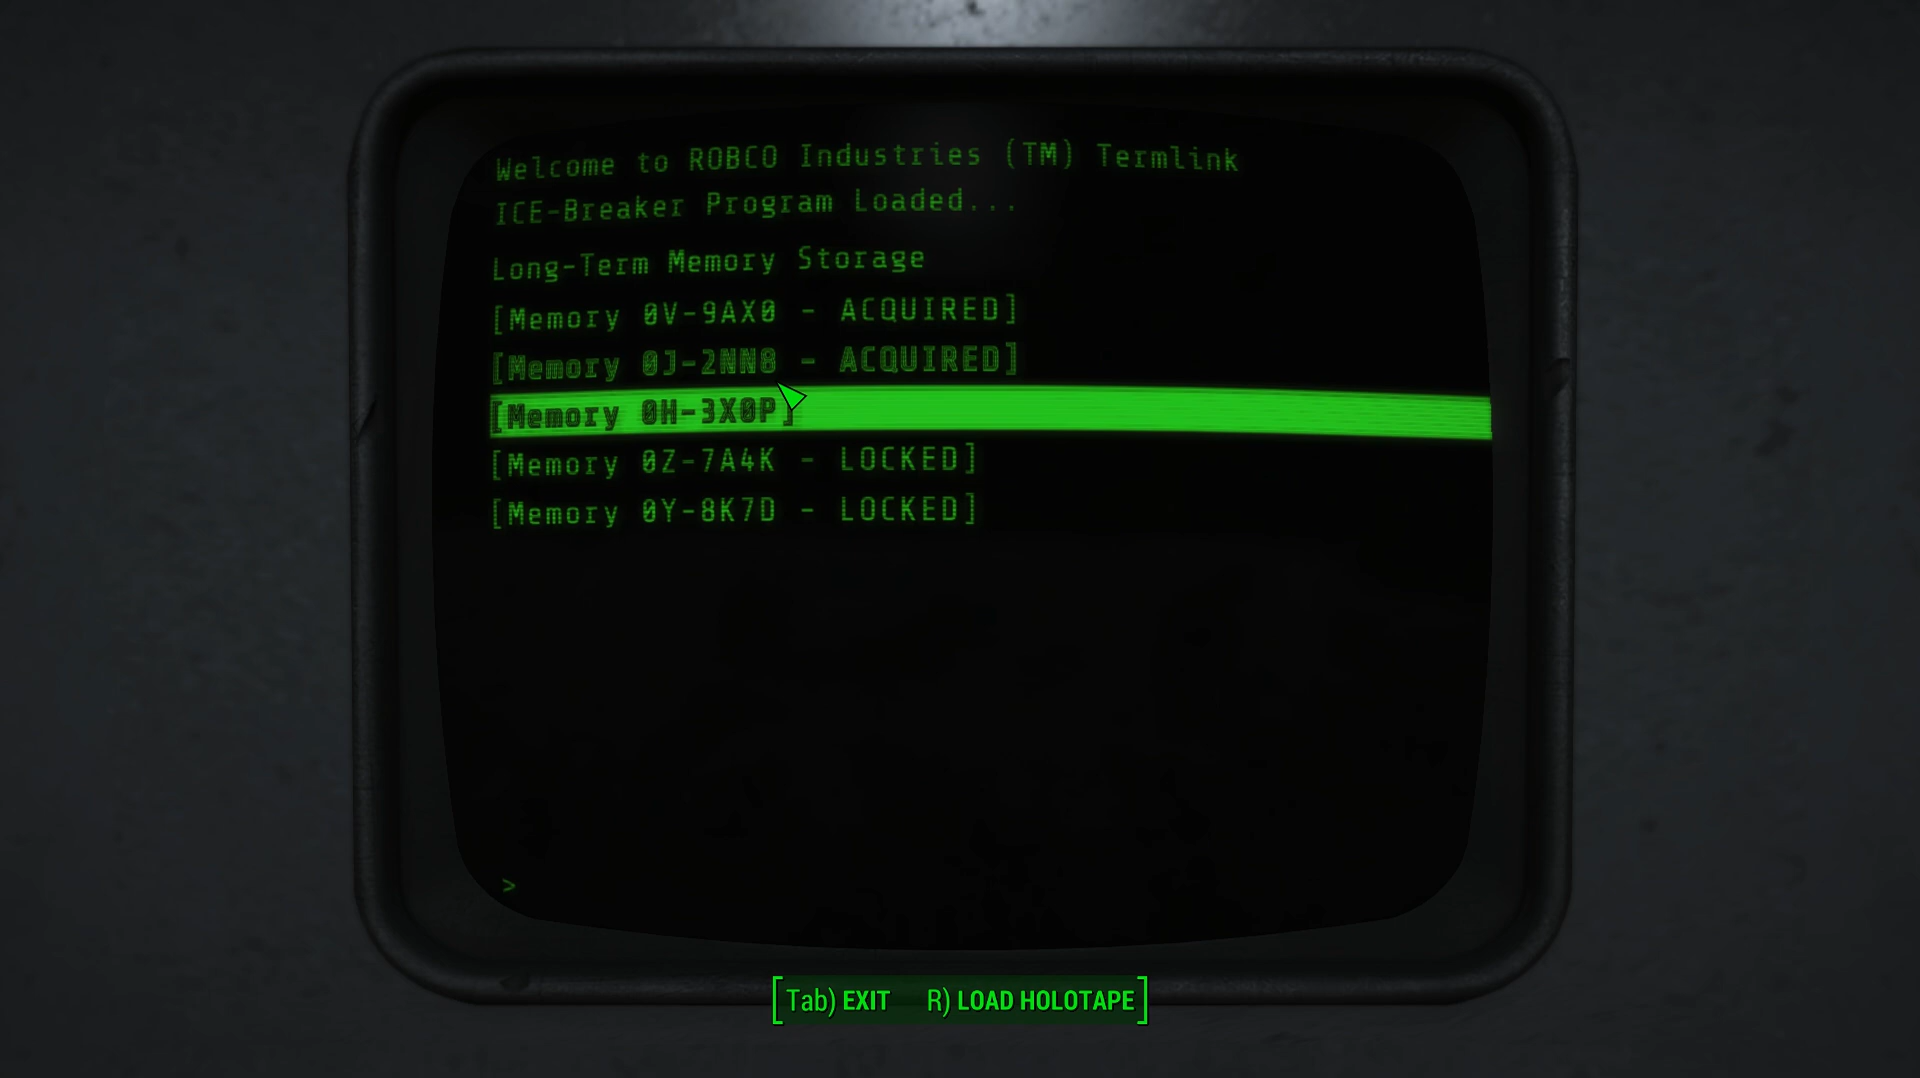 Welcome to ROBCO Industries (TM) Termlink
ICE-Breaker Program Loaded...
Long-Term Memory Storage
[Memory 0V-9AX0 - ACQUIRED]
[Memory 0J-2NN8 - ACQUIRED]
[Memory 0H-3X0P]
[Memory 0Z-7A4K - LOCKED]
[Memory 0Y-8K7D - LOCKED]
>
[Tab) EXIT R) LOAD HOLOTAPE]